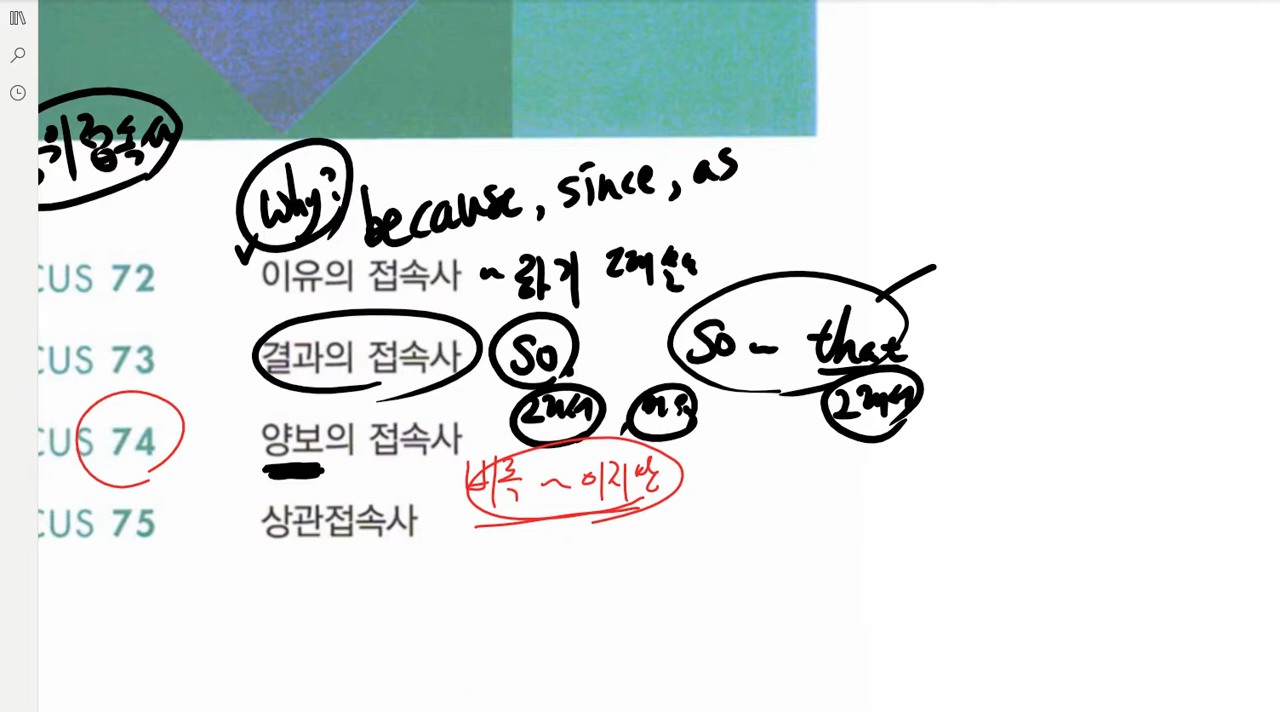 접속사
Why? because, since, as
CUS 72 이유의 접속사 ~하기 때문
CUS 73 결과의 접속사 So, So ~ that
그래서 그래서
CUS 74 양보의 접속사
비록 ~ 이지만
CUS 75 상관접속사